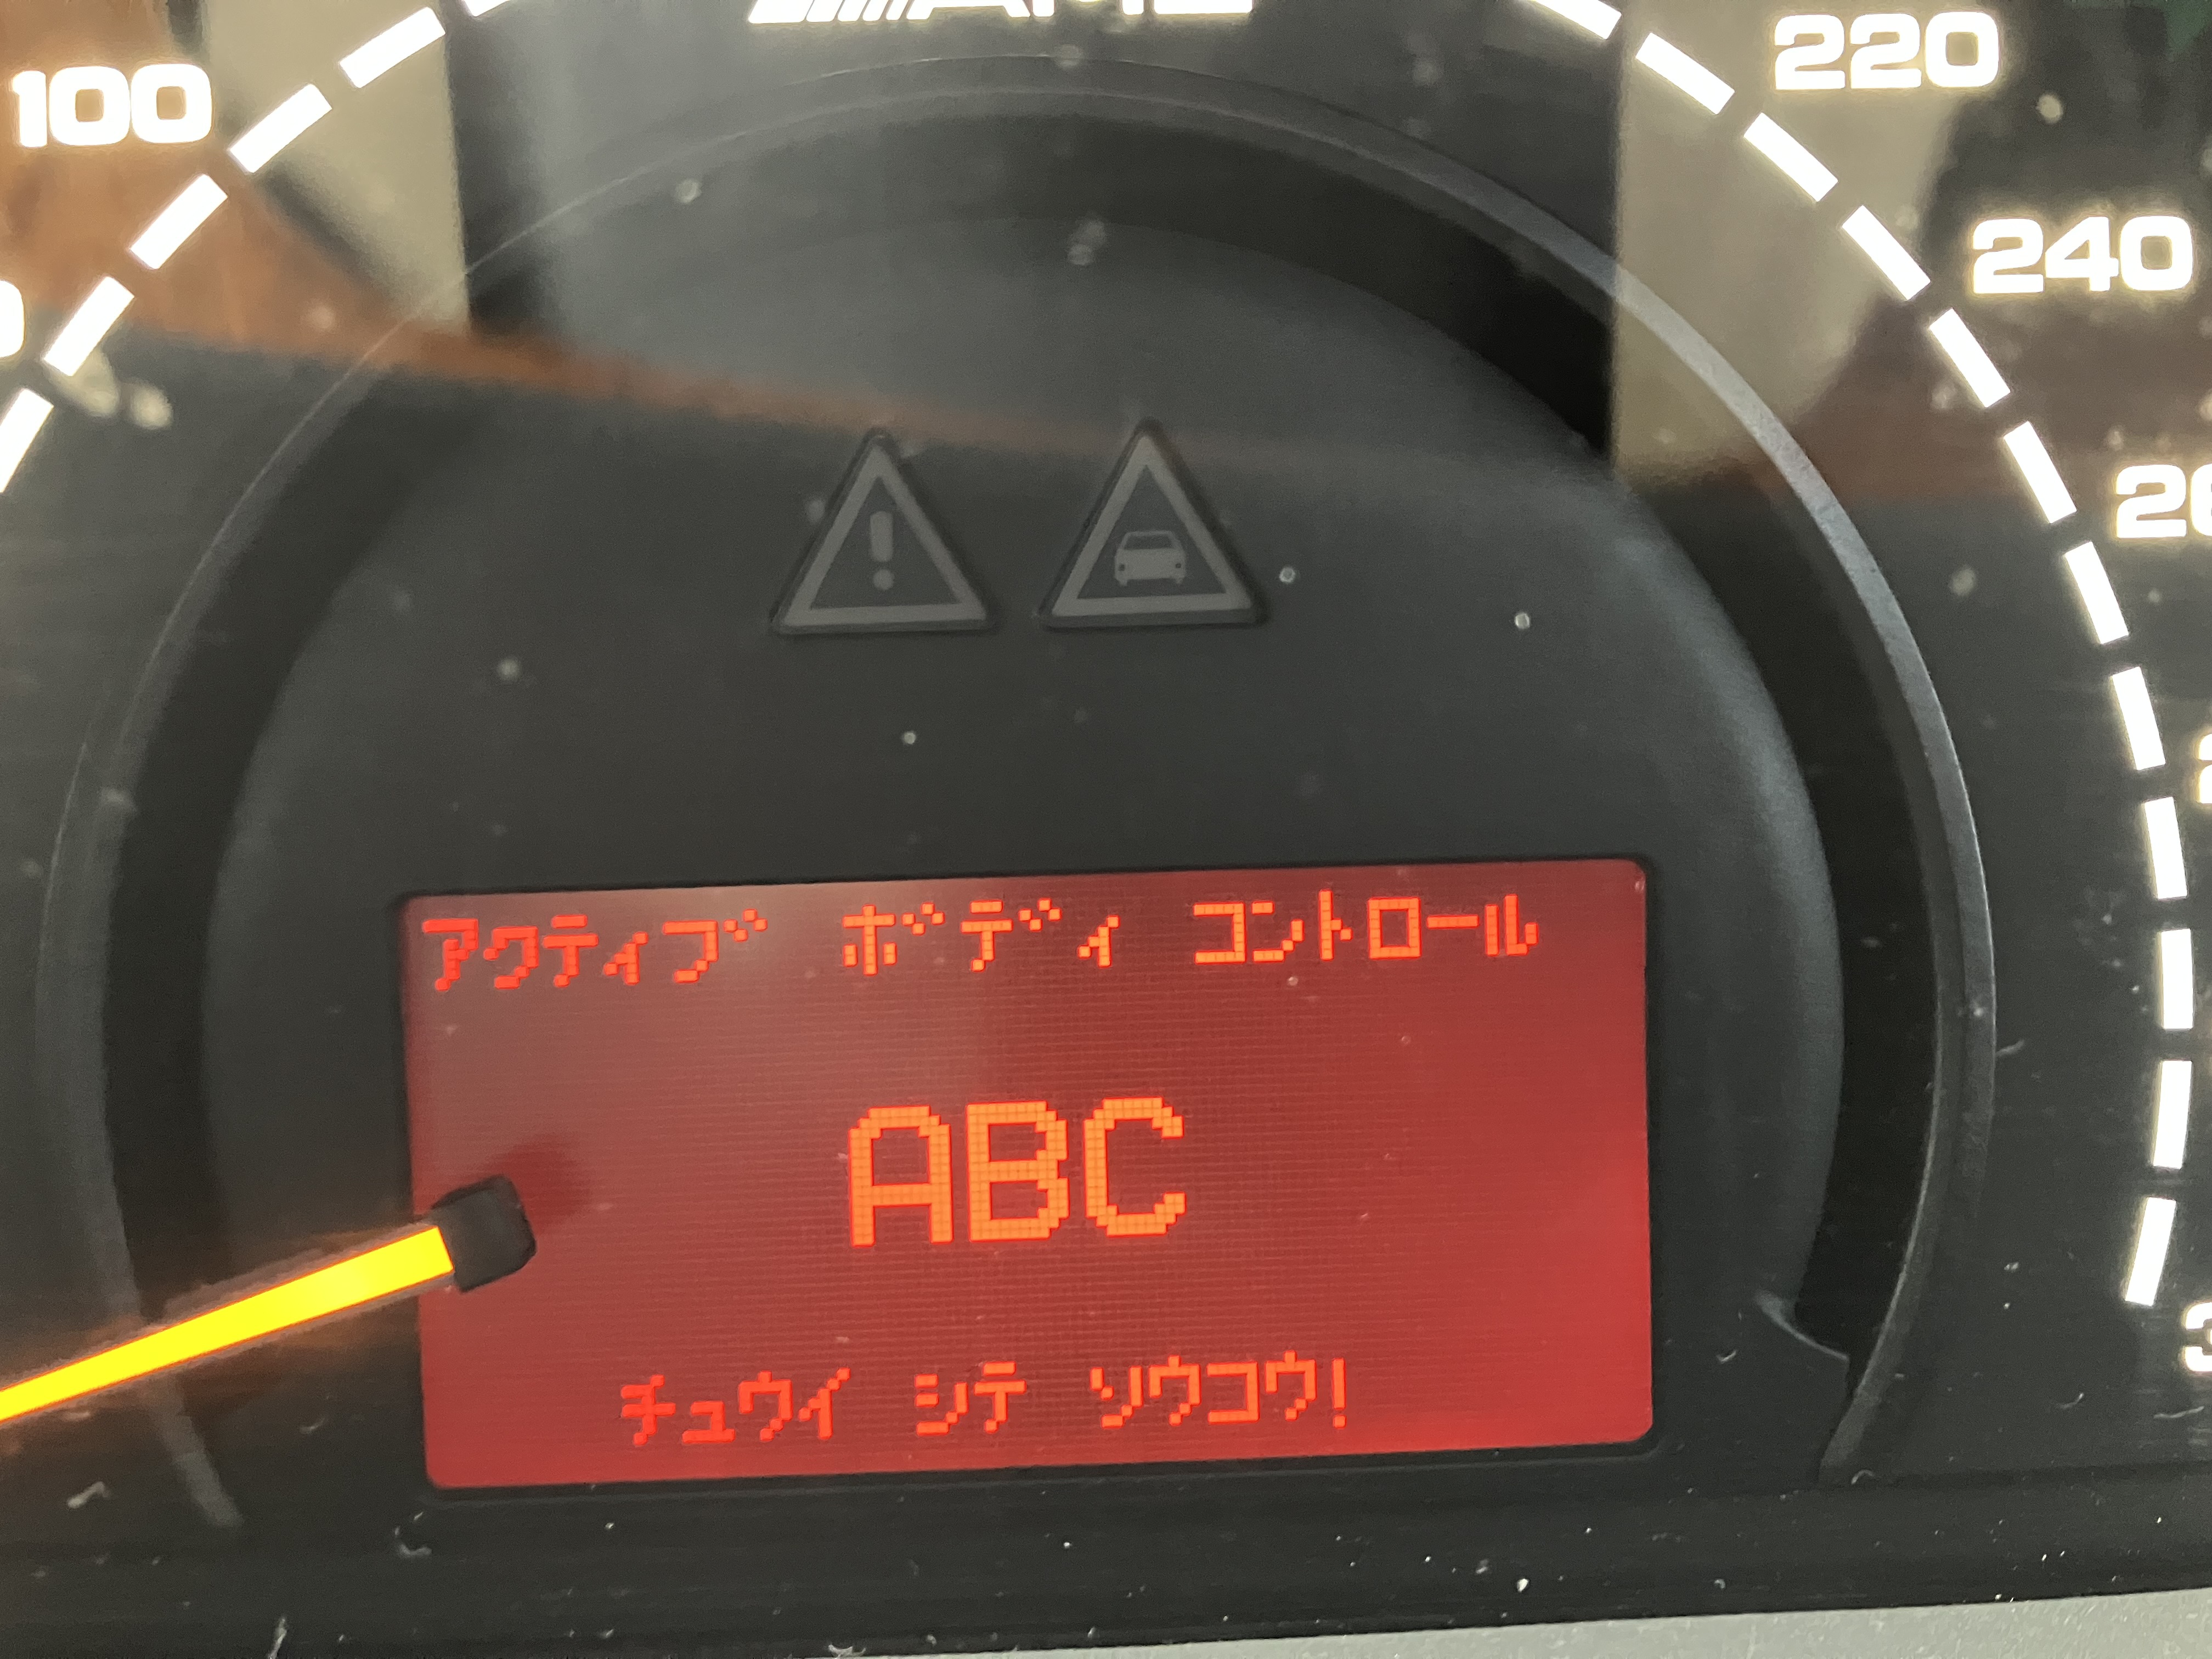 AMG
100
220
240
アクティブ ボディ コントロール
ABC
チュウイ シテ ソウコウ!